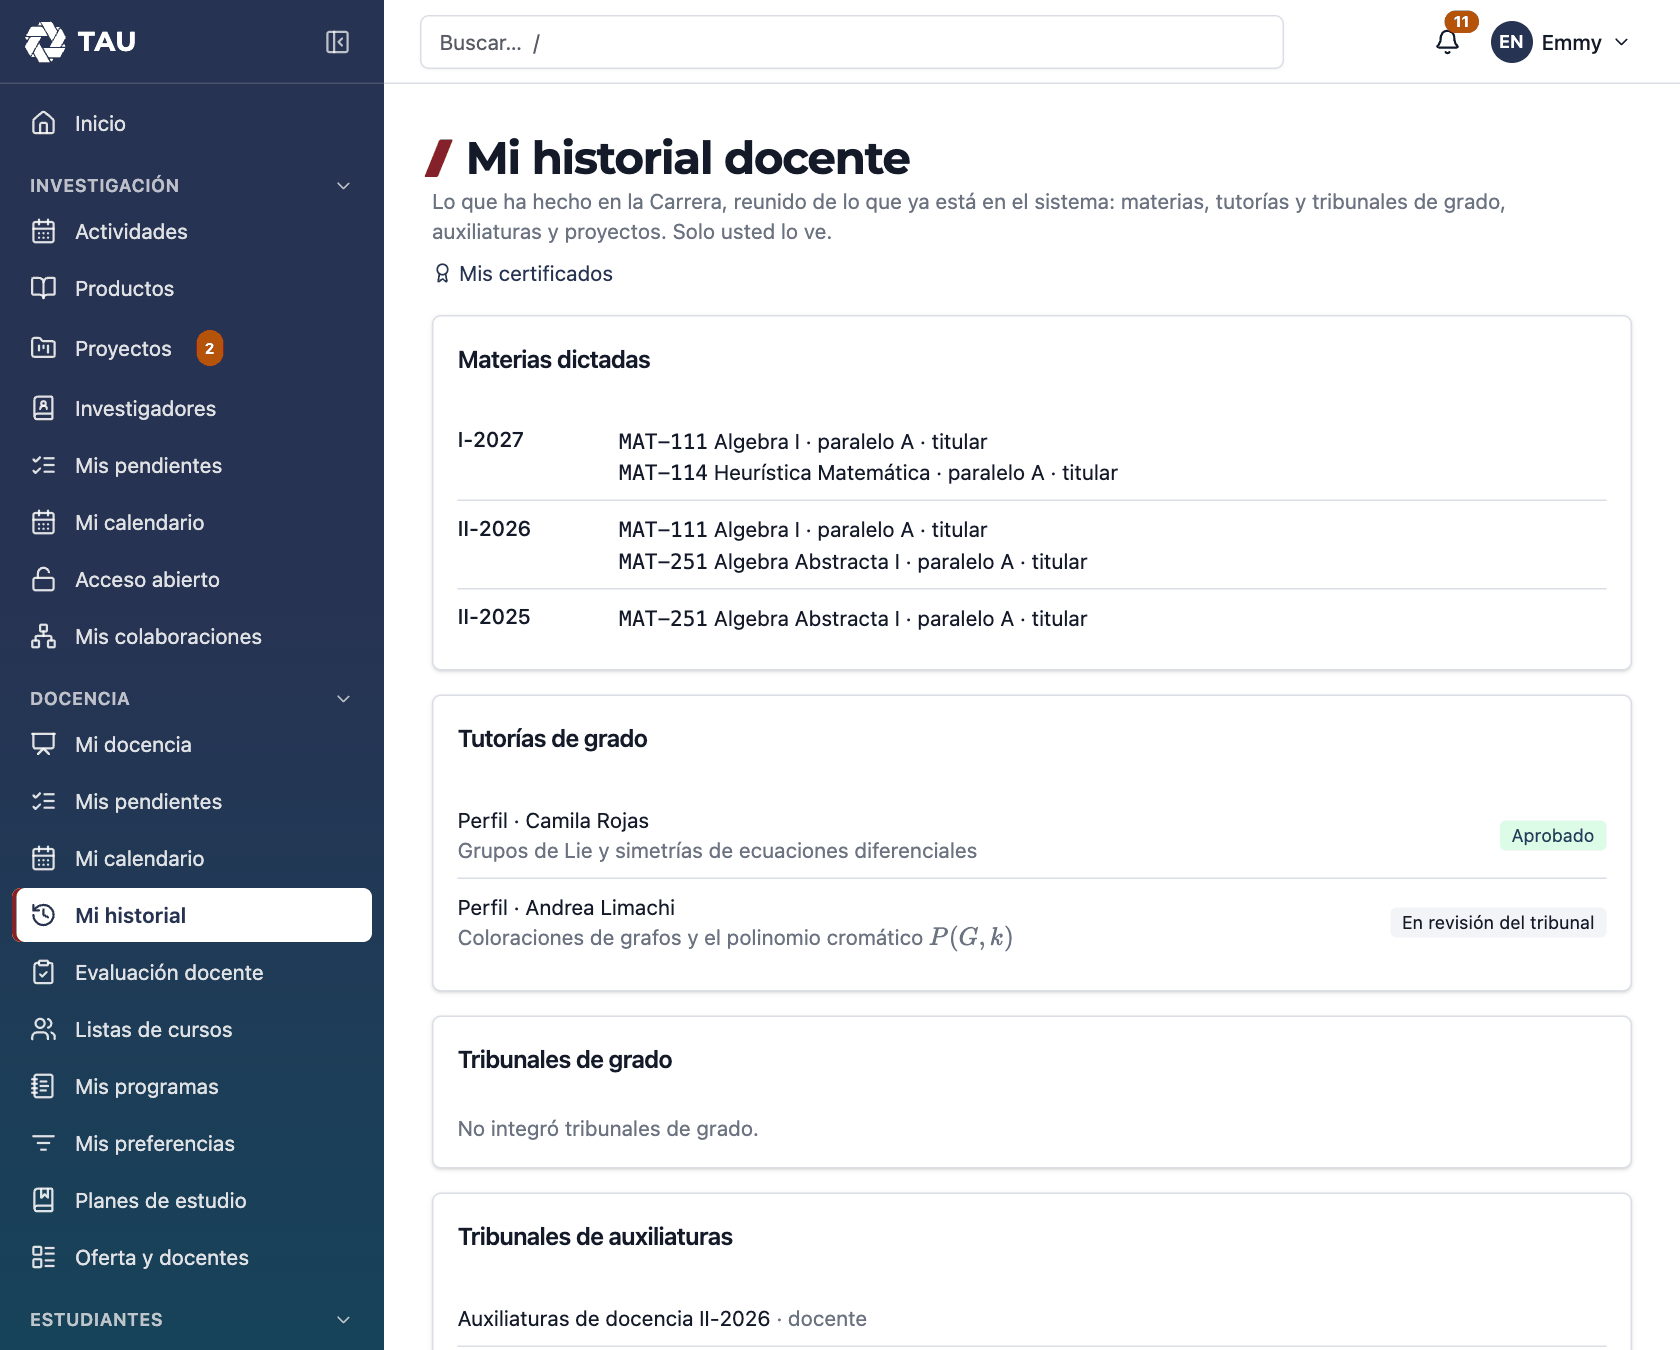 TAU
Buscar... /
11
EN Emmy
Inicio
INVESTIGACIÓN
Actividades
Productos
Proyectos 2
Investigadores
Mis pendientes
Mi calendario
Acceso abierto
Mis colaboraciones
DOCENCIA
Mi docencia
Mis pendientes
Mi calendario
Mi historial
Evaluación docente
Listas de cursos
Mis programas
Mis preferencias
Planes de estudio
Oferta y docentes
ESTUDIANTES
Mi historial docente
Lo que ha hecho en la Carrera, reunido de lo que ya está en el sistema: materias, tutorías y tribunales de grado,
auxiliaturas y proyectos. Solo usted lo ve.
Mis certificados
Materias dictadas
I-2027
MAT-111 Algebra I · paralelo A · titular
MAT-114 Heurística Matemática · paralelo A · titular
II-2026
MAT-111 Algebra I · paralelo A · titular
MAT-251 Algebra Abstracta I · paralelo A · titular
II-2025
MAT-251 Algebra Abstracta I · paralelo A · titular
Tutorías de grado
Perfil · Camila Rojas
Grupos de Lie y simetrías de ecuaciones diferenciales
Aprobado
Perfil · Andrea Limachi
Coloraciones de grafos y el polinomio cromático P(G, k)
En revisión del tribunal
Tribunales de grado
No integró tribunales de grado.
Tribunales de auxiliaturas
Auxiliaturas de docencia II-2026 · docente